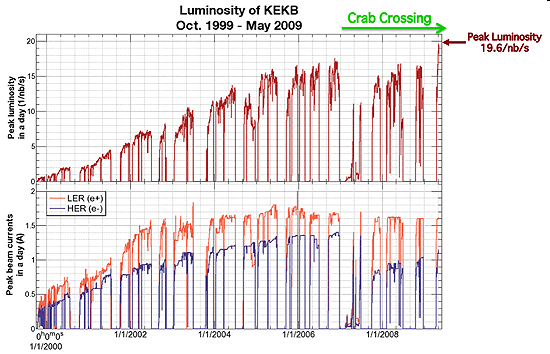 Luminosity of KEKB
Oct. 1999 - May 2009
Crab Crossing
Peak Luminosity
19.6/nb/s
Peak luminosity
in a day (1/nb/s)
20
15
10
5
0
Peak beam currents
in a day (A)
2
1.5
1
0.5
0
LER (e+)
HER (e-)
1/1/2000
1/1/2002
1/1/2004
1/1/2006
1/1/2008